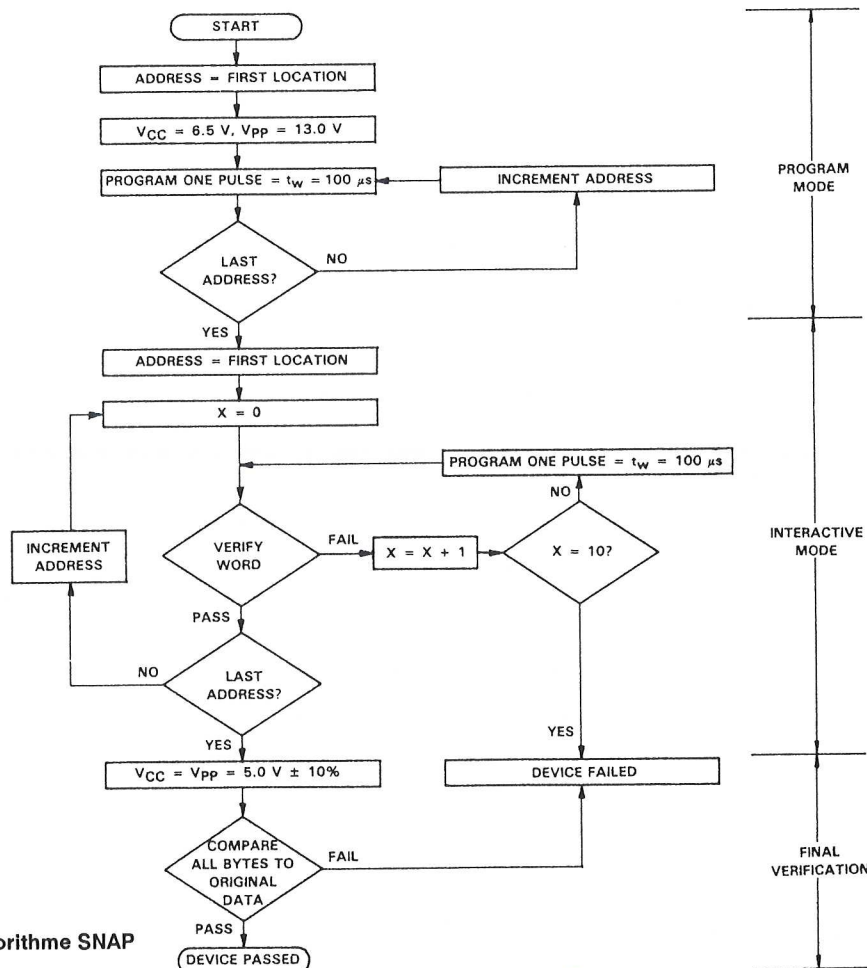 START
ADDRESS = FIRST LOCATION
VCC = 6.5 V, VPP = 13.0 V
PROGRAM ONE PULSE = tw = 100 μs
INCREMENT ADDRESS
PROGRAM
MODE
LAST
ADDRESS?
NO
YES
ADDRESS = FIRST LOCATION
X = 0
PROGRAM ONE PULSE = tw = 100 μs
NO
INCREMENT
ADDRESS
VERIFY
WORD
FAIL
X = X + 1
X = 10?
INTERACTIVE
MODE
PASS
NO
LAST
ADDRESS?
YES
YES
VCC = VPP = 5.0 V ± 10%
DEVICE FAILED
COMPARE
ALL BYTES TO
ORIGINAL
DATA
FAIL
FINAL
VERIFICATION
PASS
orithme SNAP
DEVICE PASSED